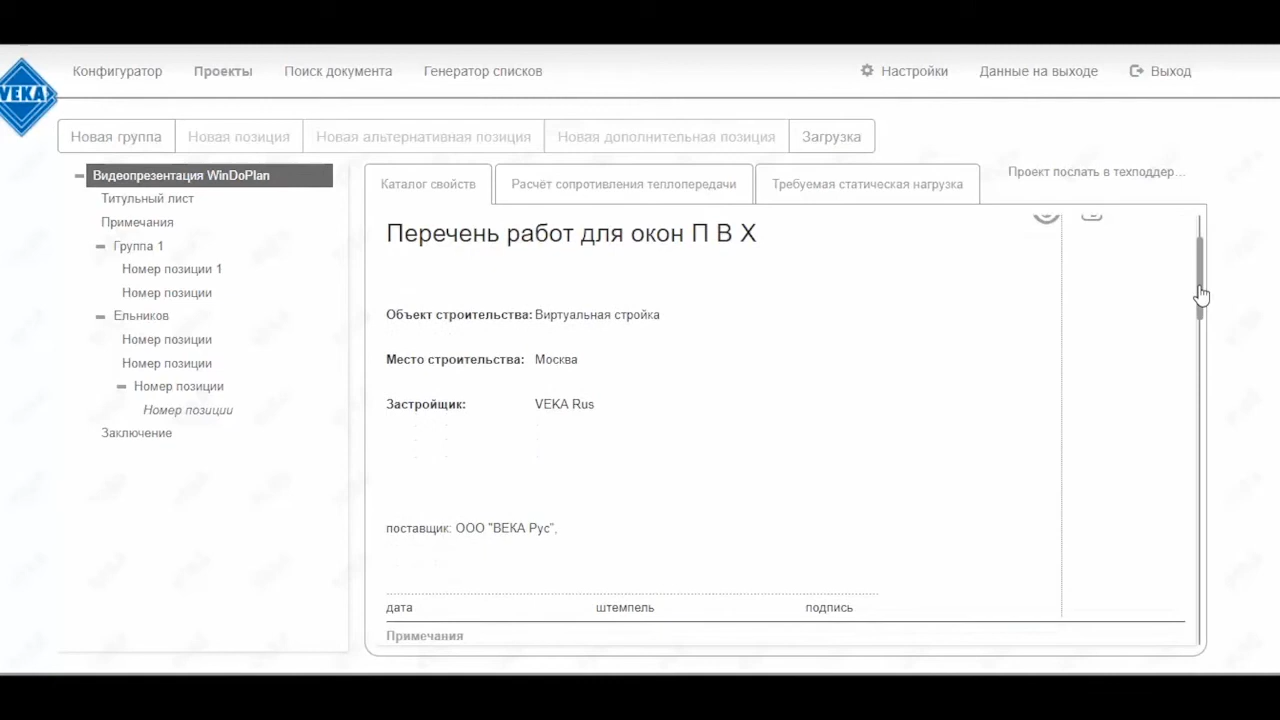 VEKA
Конфигуратор Проекты Поиск документа Генератор списков Настройки Данные на выходе Выход
Новая группа Новая позиция Новая альтернативная позиция Новая дополнительная позиция Загрузка
Видеопрезентация WinDoPlan
Титульный лист
Примечания
Группа 1
Номер позиции 1
Номер позиции
Ельников
Номер позиции
Номер позиции
Номер позиции
Номер позиции
Заключение
Каталог свойств Расчёт сопротивления теплопередачи Требуемая статическая нагрузка Проект послать в техподдер...
Перечень работ для окон П В Х
Объект строительства: Виртуальная стройка
Место строительства: Москва
Застройщик: VEKA Rus
поставщик: ООО "ВЕКА Рус",
дата штемпель подпись
Примечания